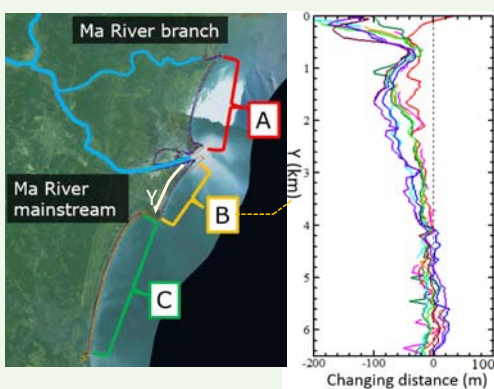 Ma River branch
A
Ma River
mainstream
Y
B
C
0
1
2
3
4
5
6
Y (km)
-200
-100
0
100
Changing distance (m)